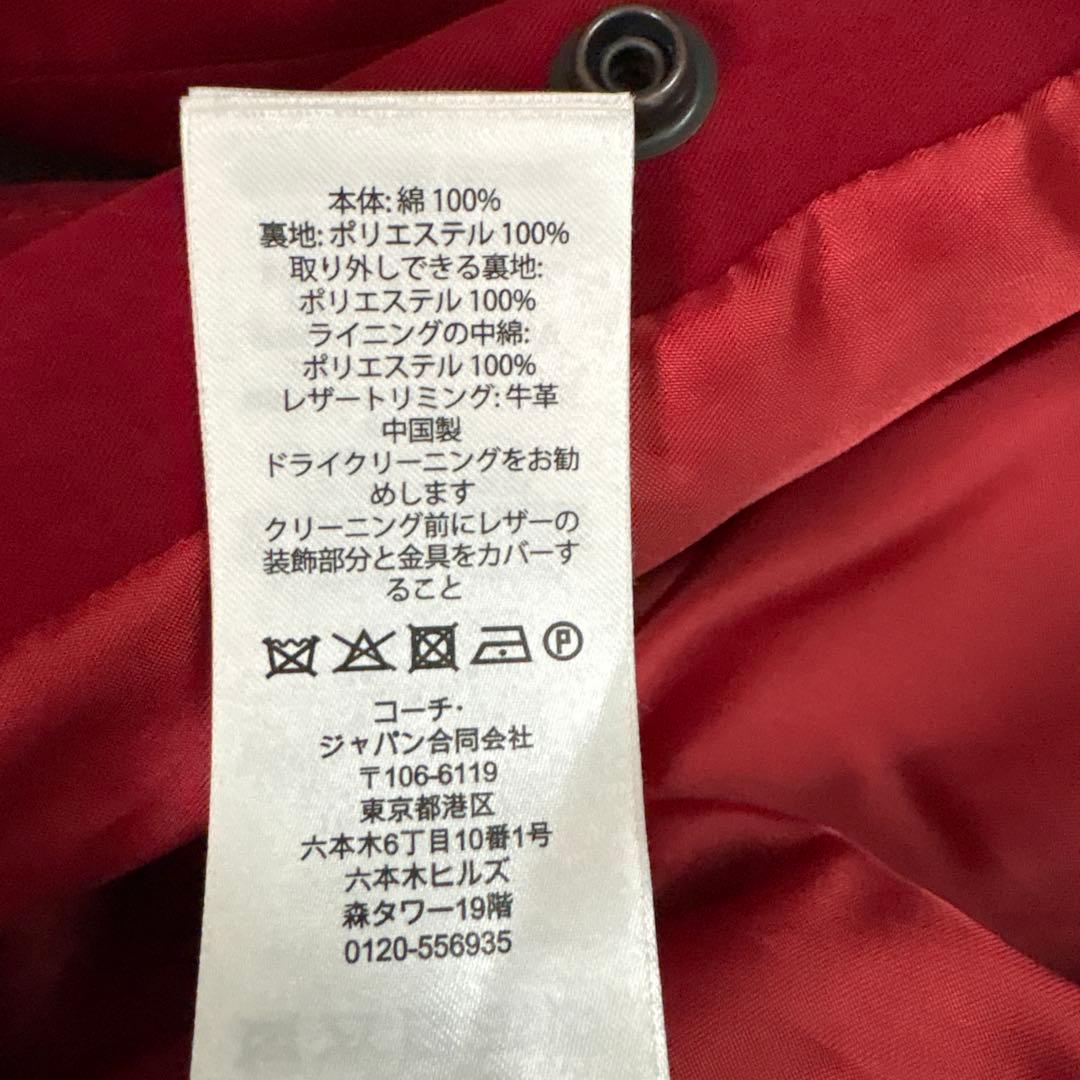 本体: 綿 100%
裏地: ポリエステル 100%
取り外しできる裏地:
ポリエステル 100%
ライニングの中綿:
ポリエステル 100%
レザートリミング: 牛革
中国製
ドライクリーニングをお勧
めします
クリーニング前にレザーの
装飾部分と金具をカバーす
ること
P
コーチ・
ジャパン合同会社
〒106-6119
東京都港区
六本木6丁目10番1号
六本木ヒルズ
森タワー19階
0120-556935